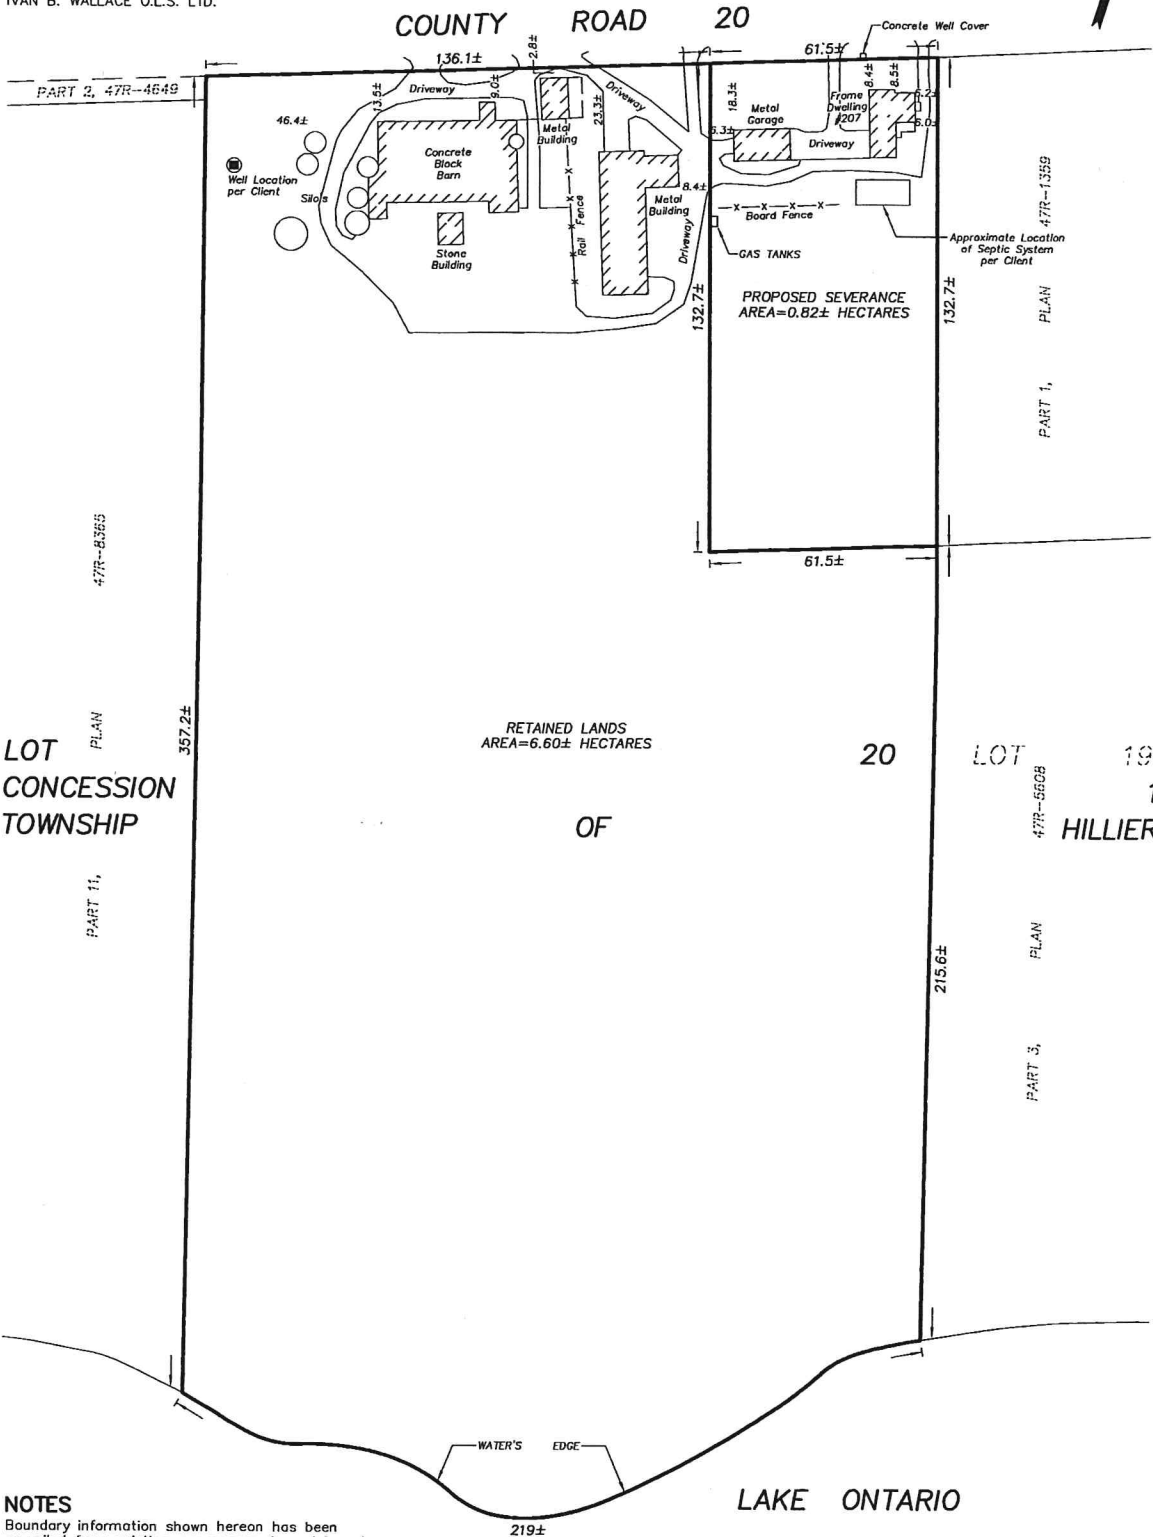 IVAN B. WALLACE O.L.S. LTD.
COUNTY ROAD 20
Concrete Well Cover
136.1±
2.8±
61.5±
PART 2, 47R-4649
13.5±
9.0±
Driveway
Driveway
23.3±
18.3±
8.4±
8.5±
6.2±
6.0±
6.3±
46.4±
Metal
Building
Metal
Garage
Frame
Dwelling
#207
Driveway
Concrete
Block
Barn
Well Location
per Client
Silo's
Rail Fence
Metal
Building
8.4±
Driveway
Board Fence
Stone
Building
GAS TANKS
Approximate Location
of Septic System
per Client
PART 1, PLAN 47R-1359
PROPOSED SEVERANCE
AREA=0.82± HECTARES
132.7±
132.7±
61.5±
PART 11, PLAN 47R-8365
357.2±
RETAINED LANDS
AREA=6.60± HECTARES
LOT 20 LOT 19
CONCESSION 1
TOWNSHIP OF HILLIER
PART 3, PLAN 47R-5608
215.6±
WATER'S EDGE
LAKE ONTARIO
219±
NOTES
Boundary information shown hereon has been